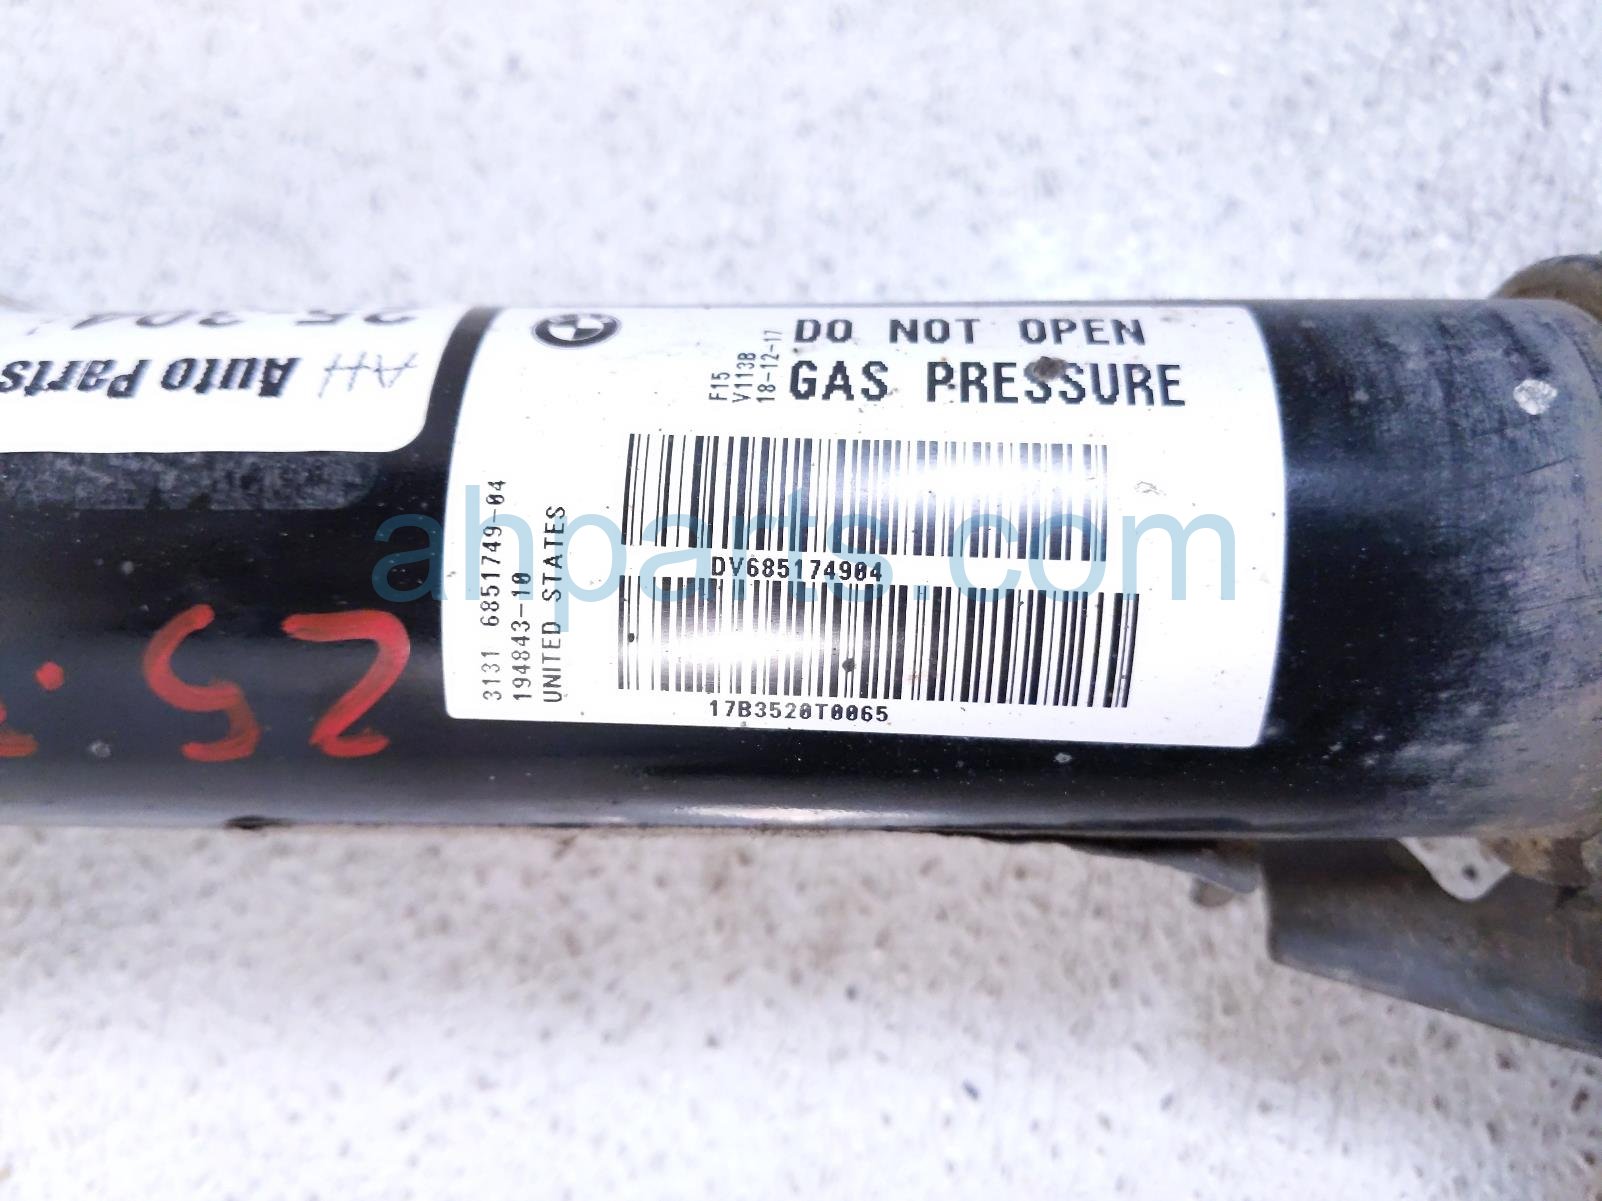 DO NOT OPEN
GAS PRESSURE
F15
V1138
18-12-17
DV685174904
17B3520T0065
3131 6851749-04
194843-10
UNITED STATES
AH Auto Parts
25
ahparts.com